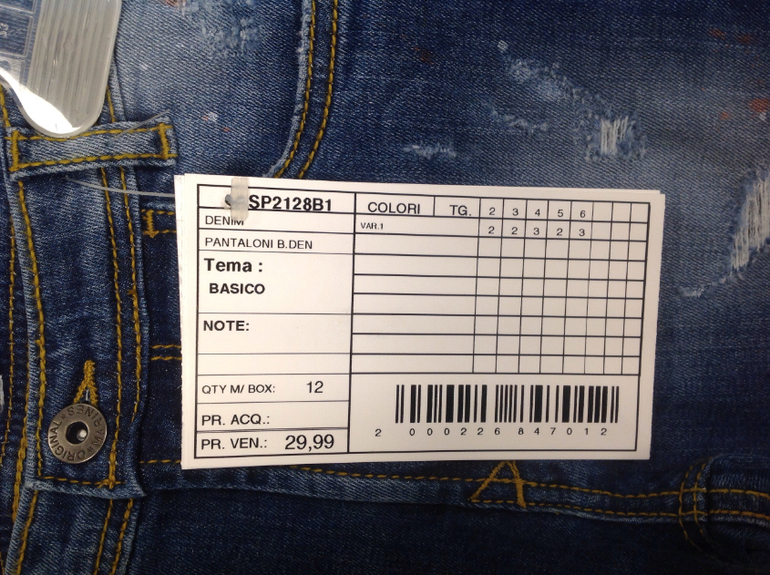 SP2128B1
DENIM
PANTALONI B.DEN
Tema :
BASICO
NOTE:
QTY M/ BOX: 12
PR. ACQ.:
PR. VEN.: 29,99
COLORI TG. 2 3 4 5 6
VAR.1 2 2 3 2 3
2 000226 847012
ORIGINAL